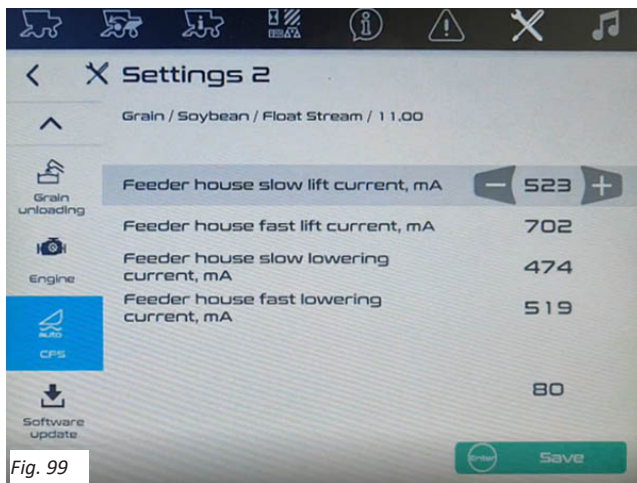 Settings 2
Grain / Soybean / Float Stream / 11.00
Grain
unloading
Engine
AUTO
CFS
Software
update
Feeder house slow lift current, mA
523
Feeder house fast lift current, mA
702
Feeder house slow lowering
current, mA
474
Feeder house fast lowering
current, mA
519
80
Enter
Save
Fig. 99